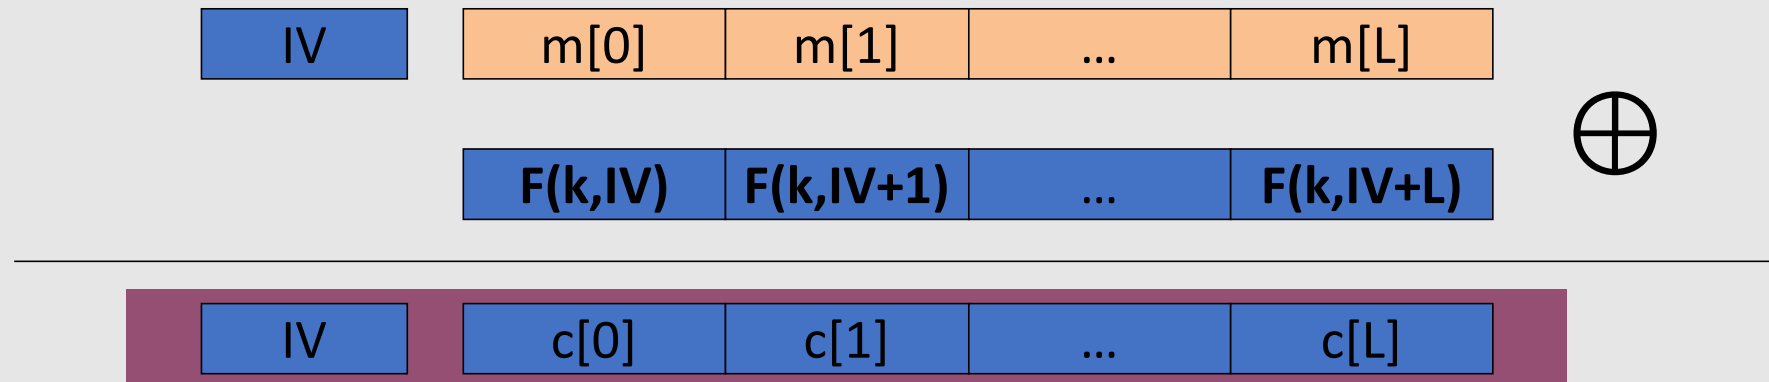 IV m[0] m[1] ... m[L]
⊕
F(k,IV) F(k,IV+1) ... F(k,IV+L)
IV c[0] c[1] ... c[L]